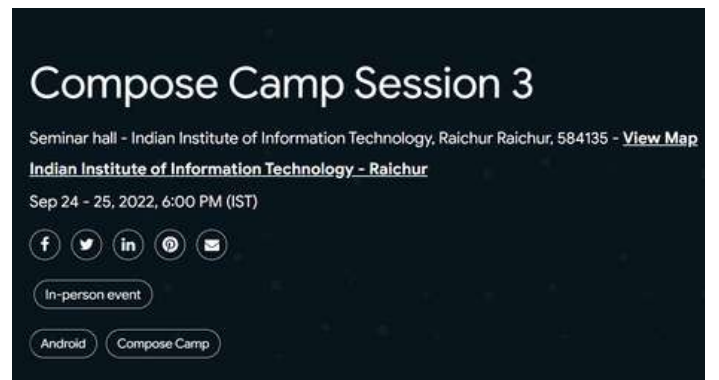 Compose Camp Session 3
Seminar hall - Indian Institute of Information Technology, Raichur Raichur, 584135 - View Map
Indian Institute of Information Technology - Raichur
Sep 24 - 25, 2022, 6:00 PM (IST)
f in
In-person event
Android Compose Camp